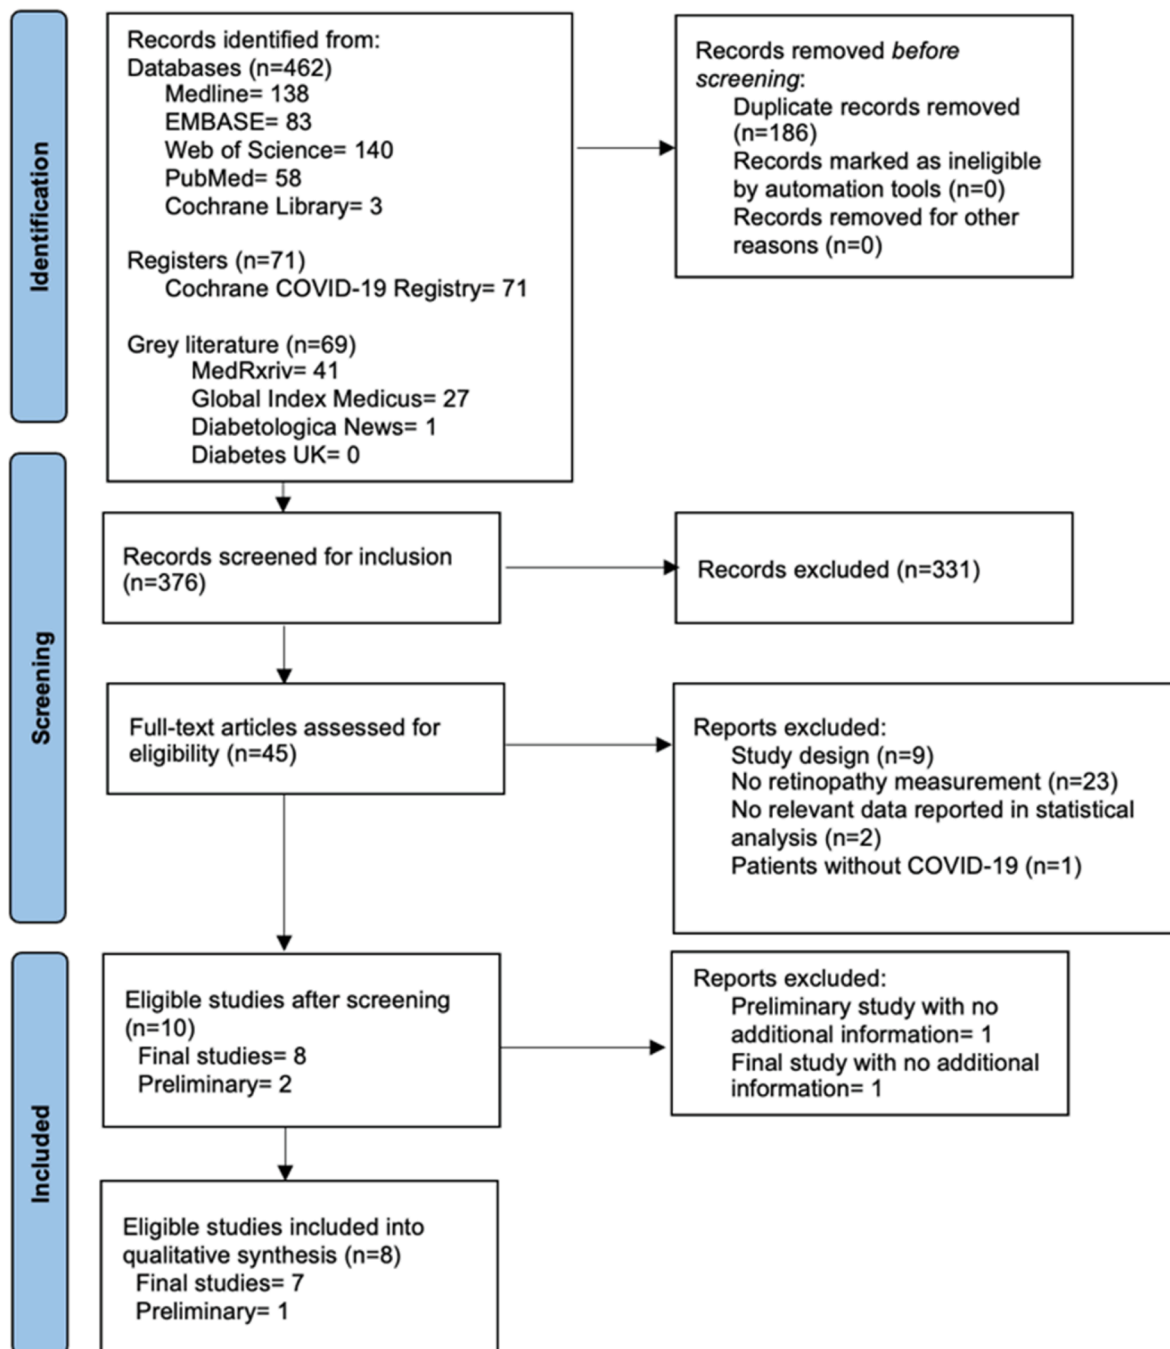 Identification
Records identified from:
Databases (n=462)
Medline= 138
EMBASE= 83
Web of Science= 140
PubMed= 58
Cochrane Library= 3
Registers (n=71)
Cochrane COVID-19 Registry= 71
Grey literature (n=69)
MedRxriv= 41
Global Index Medicus= 27
Diabetologica News= 1
Diabetes UK= 0
Records removed before
screening:
Duplicate records removed
(n=186)
Records marked as ineligible
by automation tools (n=0)
Records removed for other
reasons (n=0)
Screening
Records screened for inclusion
(n=376)
Records excluded (n=331)
Full-text articles assessed for
eligibility (n=45)
Reports excluded:
Study design (n=9)
No retinopathy measurement (n=23)
No relevant data reported in statistical
analysis (n=2)
Patients without COVID-19 (n=1)
Included
Eligible studies after screening
(n=10)
Final studies= 8
Preliminary= 2
Reports excluded:
Preliminary study with no
additional information= 1
Final study with no additional
information= 1
Eligible studies included into
qualitative synthesis (n=8)
Final studies= 7
Preliminary= 1